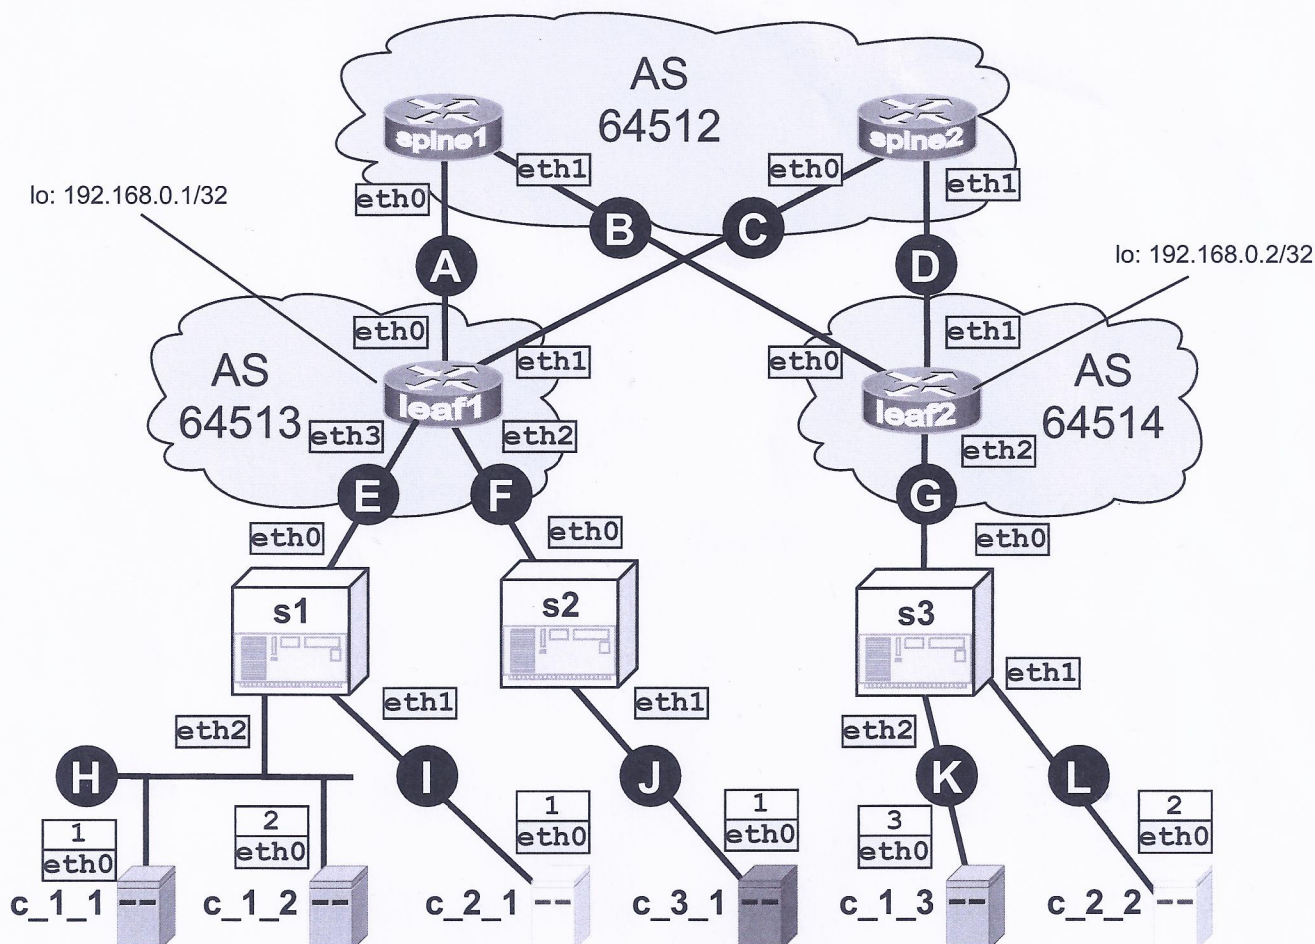 AS
64512
spine1
spine2
eth1
eth0
eth0
eth1
lo: 192.168.0.1/32
B
C
A
D
lo: 192.168.0.2/32
eth0
eth1
eth1
eth0
AS
64513
leaf1
leaf2
AS
64514
eth3
eth2
eth2
E
F
G
eth0
eth0
eth0
s1
s2
s3
eth2
eth1
eth1
eth2
eth1
H
I
J
K
L
1
eth0
2
eth0
1
eth0
1
eth0
3
eth0
2
eth0
c_1_1
c_1_2
c_2_1
c_3_1
c_1_3
c_2_2